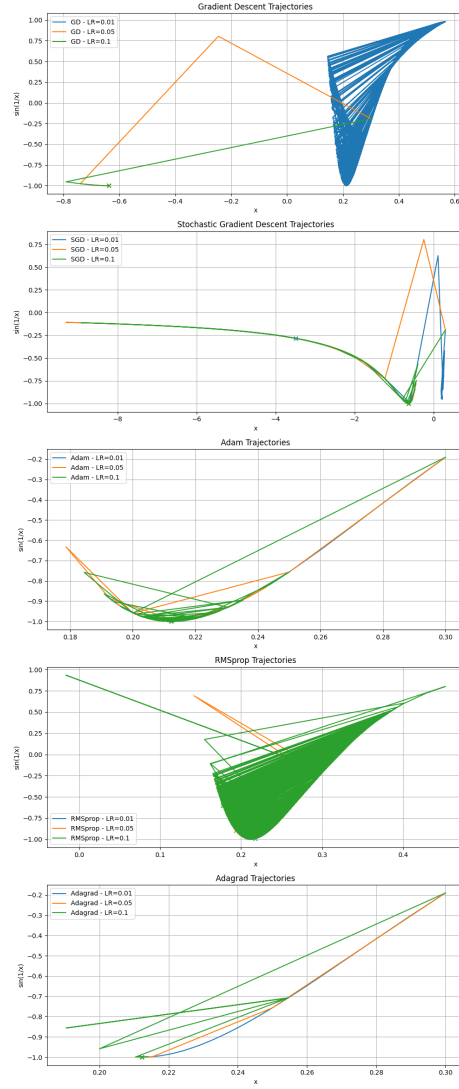 Gradient Descent Trajectories
GD - LR=0.01
GD - LR=0.05
GD - LR=0.1
1.00
0.75
0.50
0.25
0.00
−0.25
−0.50
−0.75
−1.00
sin(1/x)
−0.8 −0.6 −0.4 −0.2 0.0 0.2 0.4 0.6
x
Stochastic Gradient Descent Trajectories
SGD - LR=0.01
SGD - LR=0.05
SGD - LR=0.1
0.75
0.50
0.25
0.00
−0.25
−0.50
−0.75
−1.00
sin(1/x)
−8 −6 −4 −2 0
x
Adam Trajectories
Adam - LR=0.01
Adam - LR=0.05
Adam - LR=0.1
−0.2
−0.3
−0.4
−0.5
−0.6
−0.7
−0.8
−0.9
−1.0
sin(1/x)
0.18 0.20 0.22 0.24 0.26 0.28 0.30
x
RMSprop Trajectories
1.00
0.75
0.50
0.25
0.00
−0.25
−0.50
−0.75
−1.00
sin(1/x)
RMSprop - LR=0.01
RMSprop - LR=0.05
RMSprop - LR=0.1
0.0 0.1 0.2 0.3 0.4
x
Adagrad Trajectories
Adagrad - LR=0.01
Adagrad - LR=0.05
Adagrad - LR=0.1
−0.2
−0.3
−0.4
−0.5
−0.6
−0.7
−0.8
−0.9
−1.0
sin(1/x)
0.20 0.22 0.24 0.26 0.28 0.30
x